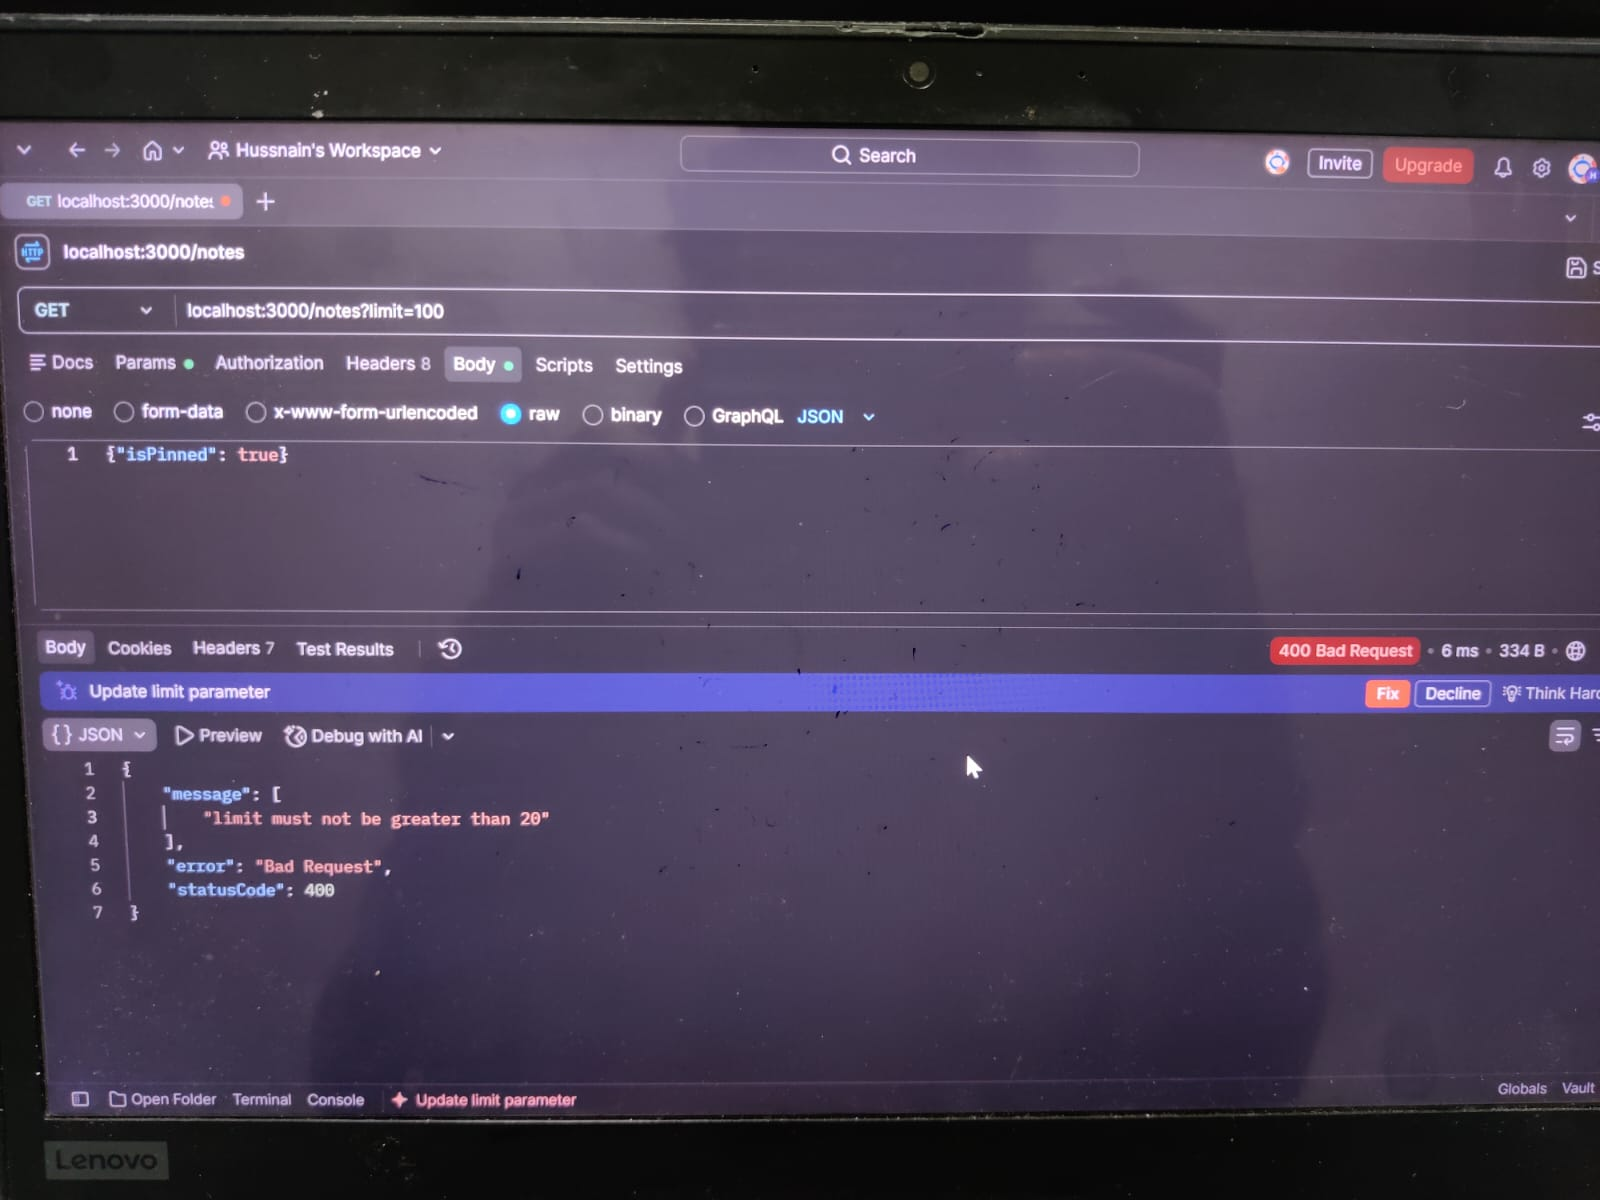 Hussnain's Workspace
Search
Invite
Upgrade
GET localhost:3000/notes
localhost:3000/notes
GET
localhost:3000/notes?limit=100
Docs Params Authorization Headers 8 Body Scripts Settings
none form-data x-www-form-urlencoded raw binary GraphQL JSON
1 {"isPinned": true}
Body Cookies Headers 7 Test Results
400 Bad Request • 6 ms • 334 B •
Update limit parameter
Fix Decline Think Hard
{} JSON Preview Debug with AI
1 {
2 "message": [
3 "limit must not be greater than 20"
4 ],
5 "error": "Bad Request",
6 "statusCode": 400
7 }
Open Folder Terminal Console Update limit parameter
Globals Vault
Lenovo